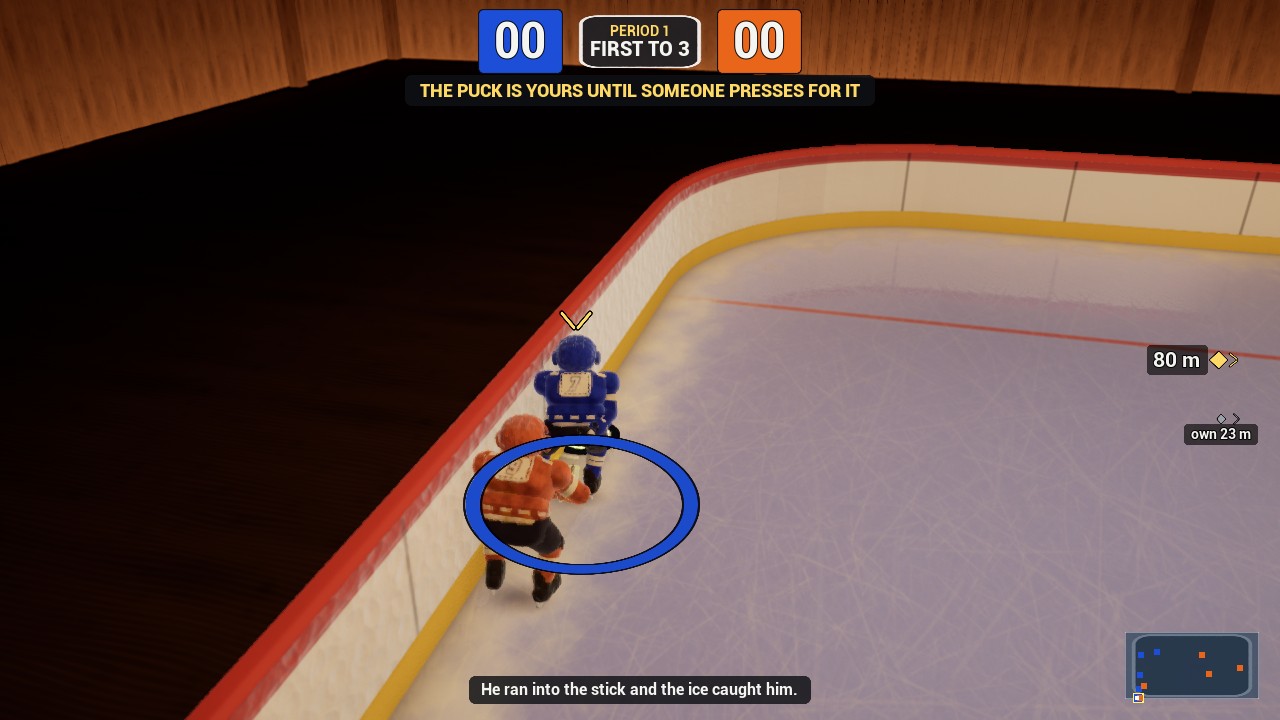 00
PERIOD 1
FIRST TO 3
00
THE PUCK IS YOURS UNTIL SOMEONE PRESSES FOR IT
7
80 m
own 23 m
He ran into the stick and the ice caught him.